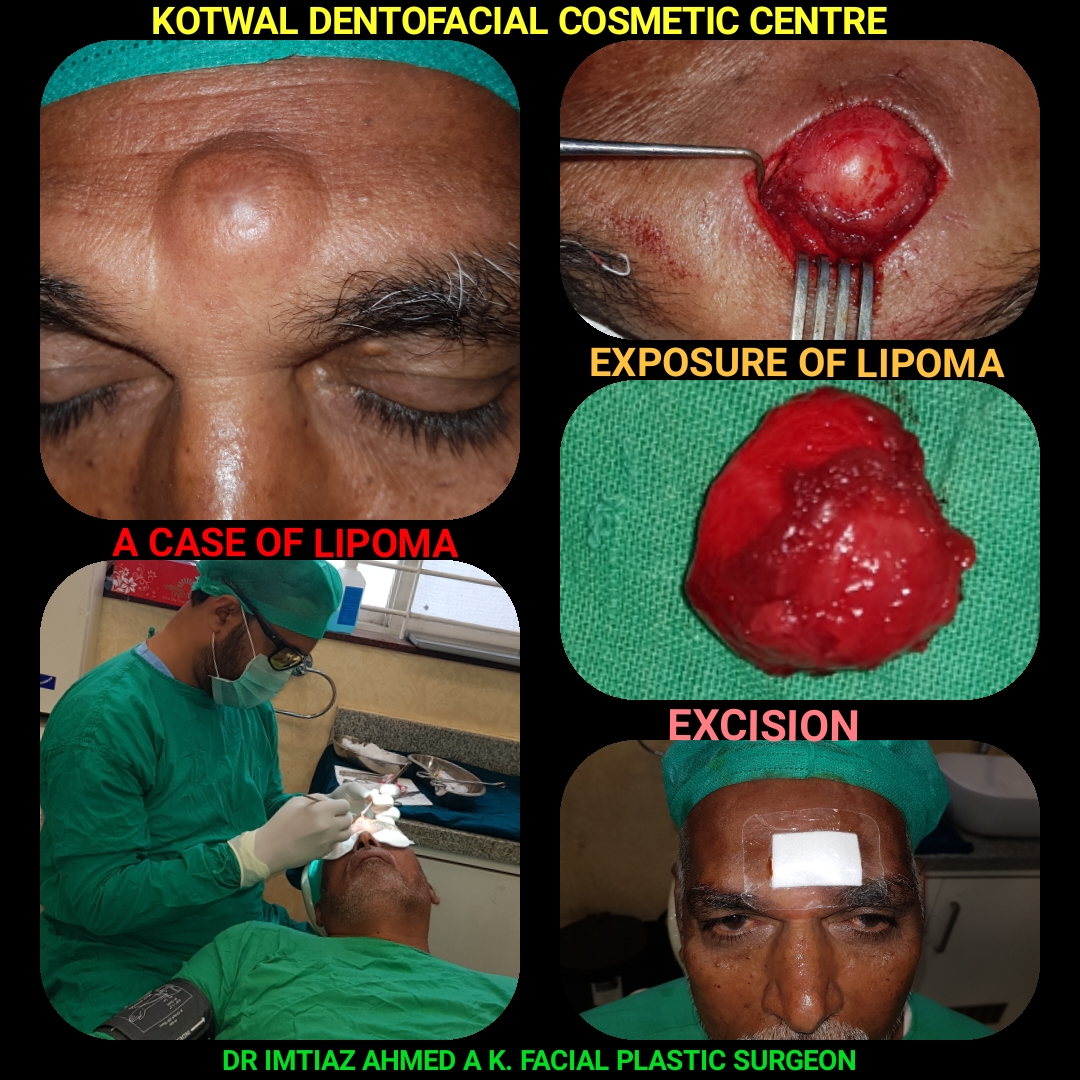 KOTWAL DENTOFACIAL COSMETIC CENTRE
EXPOSURE OF LIPOMA
A CASE OF LIPOMA
EXCISION
DR IMTIAZ AHMED A K. FACIAL PLASTIC SURGEON